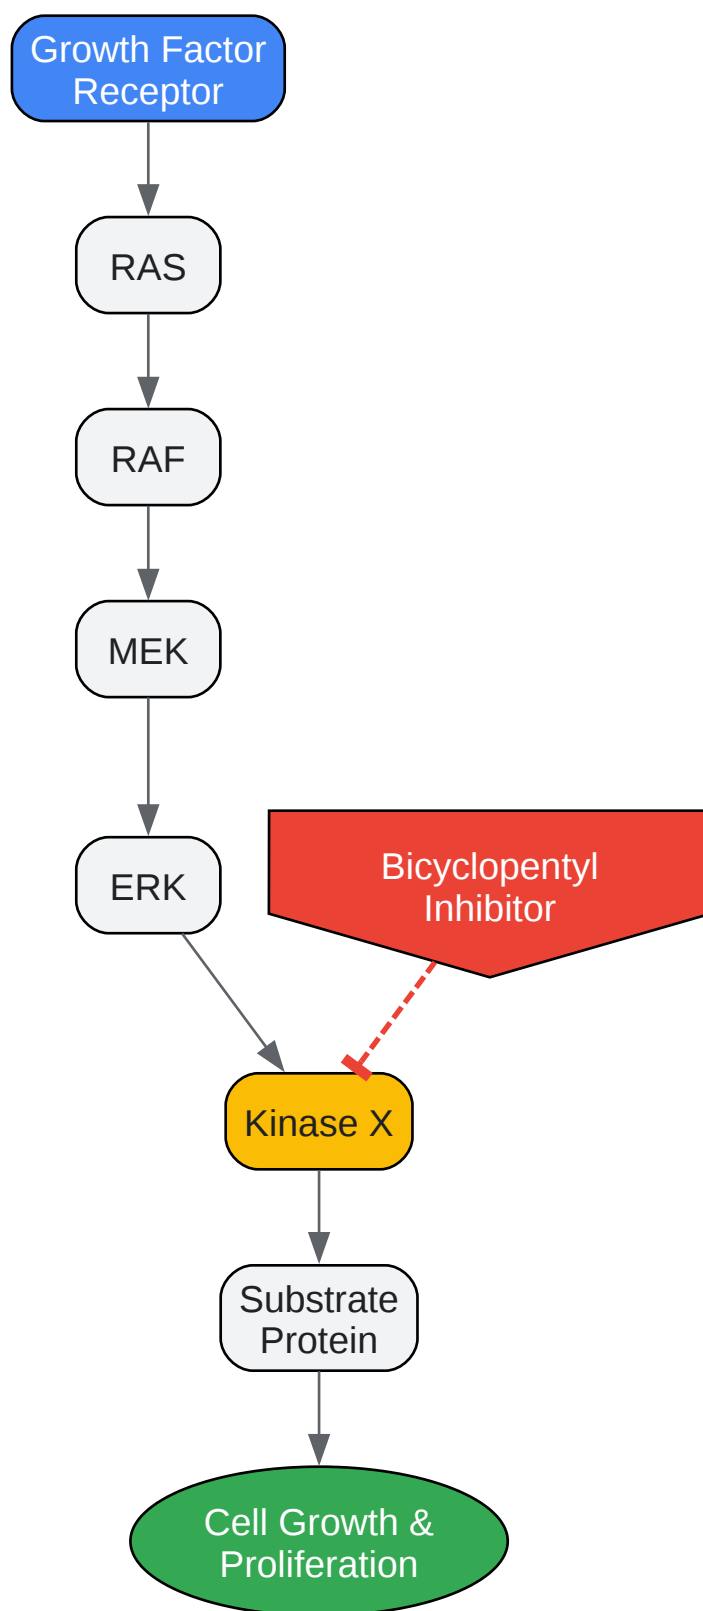 Growth Factor
Receptor
RAS
RAF
MEK
ERK
Bicyclopentyl
Inhibitor
Kinase X
Substrate
Protein
Cell Growth &
Proliferation